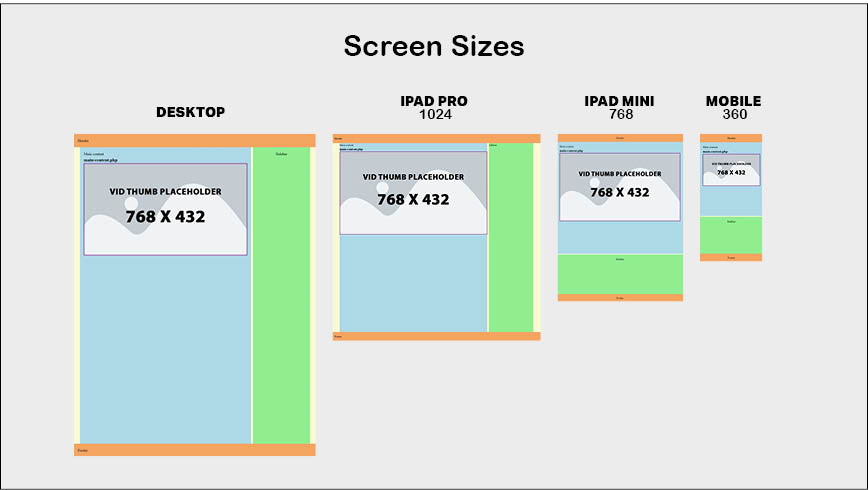 Screen Sizes
DESKTOP
Header
Main content
main-content.php
Sidebar
VID THUMB PLACEHOLDER
768 X 432
Footer
IPAD PRO
1024
Header
Main content
main-content.php
Sidebar
VID THUMB PLACEHOLDER
768 X 432
Footer
IPAD MINI
768
Header
Main content
main-content.php
VID THUMB PLACEHOLDER
768 X 432
Sidebar
Footer
MOBILE
360
Header
Main content
main-content.php
VID THUMB PLACEHOLDER
768 X 432
Sidebar
Footer